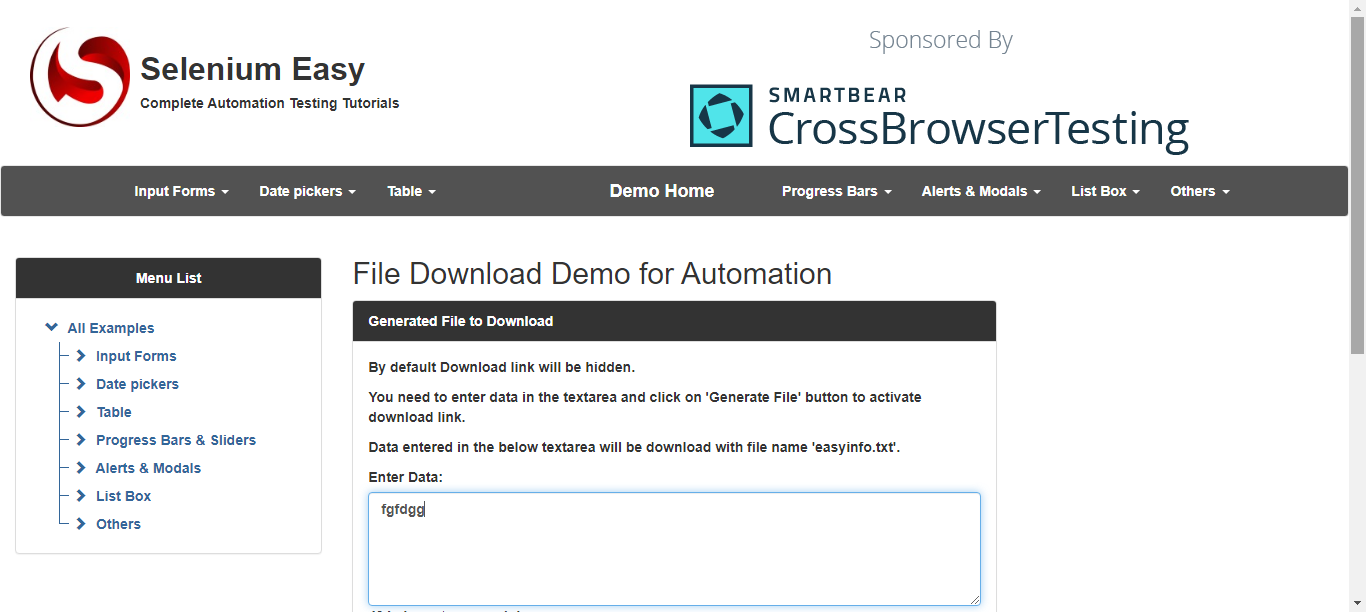 Selenium Easy
Complete Automation Testing Tutorials
Sponsored By
SMARTBEAR
CrossBrowserTesting
Input Forms Date pickers Table Demo Home Progress Bars Alerts & Modals List Box Others
Menu List
All Examples
Input Forms
Date pickers
Table
Progress Bars & Sliders
Alerts & Modals
List Box
Others
File Download Demo for Automation
Generated File to Download
By default Download link will be hidden.
You need to enter data in the textarea and click on 'Generate File' button to activate
download link.
Data entered in the below textarea will be download with file name 'easyinfo.txt'.
Enter Data:
fgfdgg